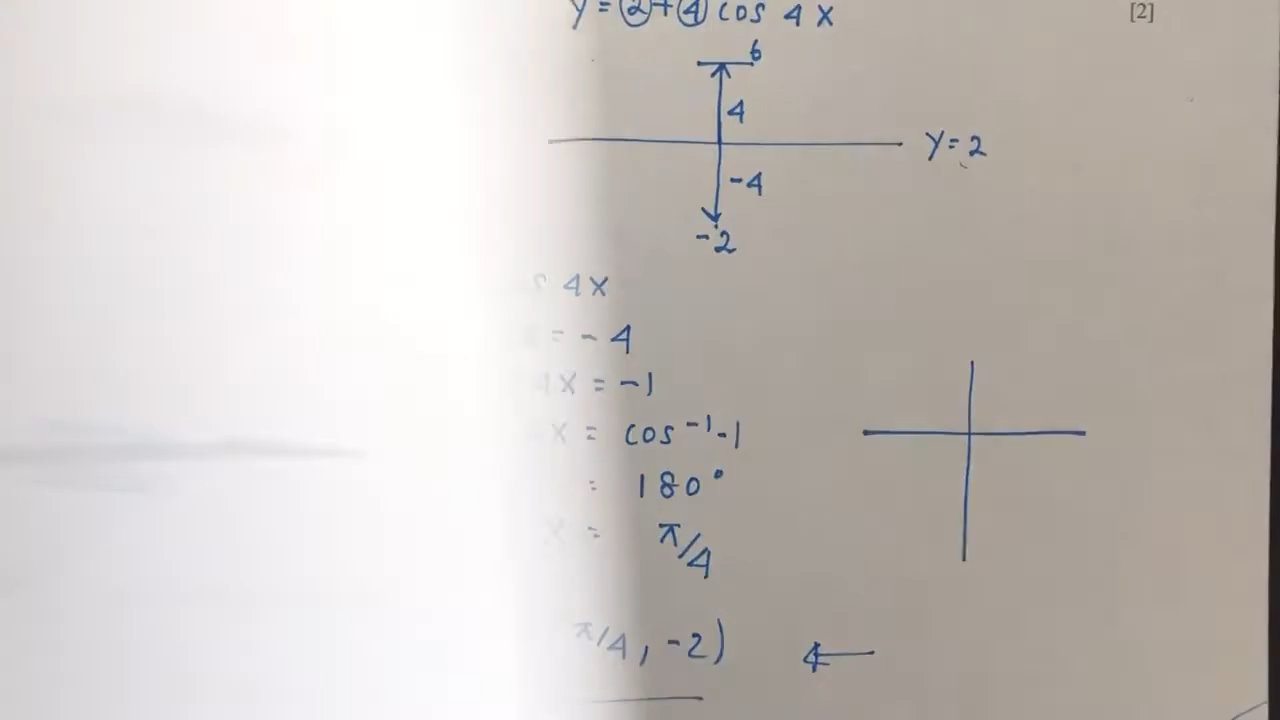 y = 2 + 4 cos 4x [2]
6
4
y = 2
-4
-2
4x
= -4
4x = -1
x = cos⁻¹ -1
= 180°
x = π/4
π/4, -2)